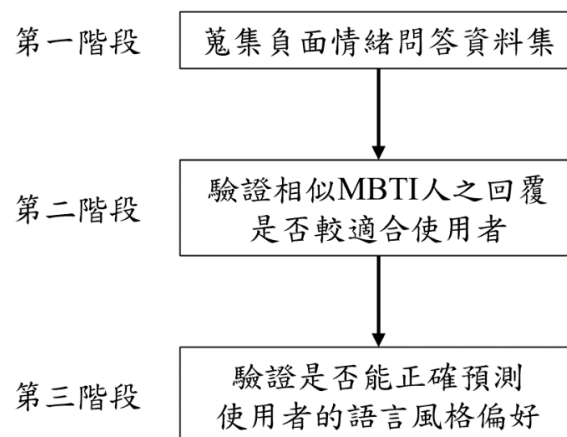 第一階段
蒐集負面情緒問答資料集
第二階段
驗證相似MBTI人之回覆
是否較適合使用者
第三階段
驗證是否能正確預測
使用者的語言風格偏好